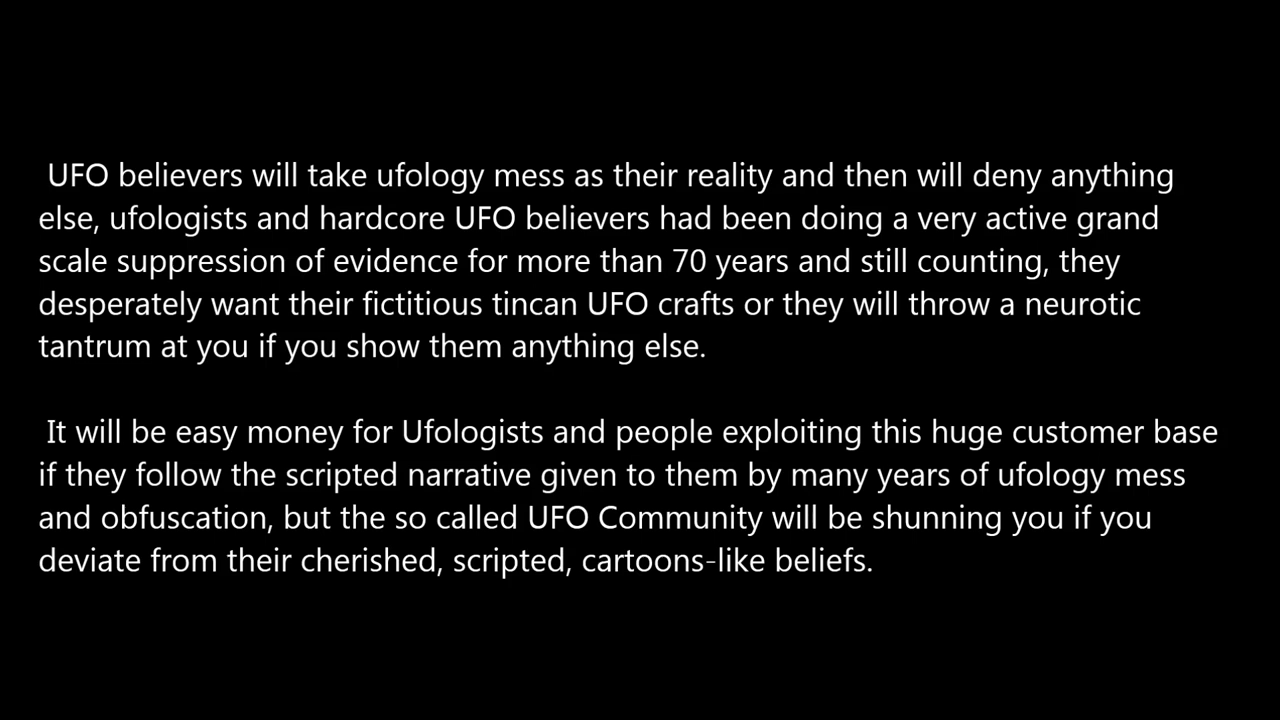 UFO believers will take ufology mess as their reality and then will deny anything
else, ufologists and hardcore UFO believers had been doing a very active grand
scale suppression of evidence for more than 70 years and still counting, they
desperately want their fictitious tincan UFO crafts or they will throw a neurotic
tantrum at you if you show them anything else.
It will be easy money for Ufologists and people exploiting this huge customer base
if they follow the scripted narrative given to them by many years of ufology mess
and obfuscation, but the so called UFO Community will be shunning you if you
deviate from their cherished, scripted, cartoons-like beliefs.